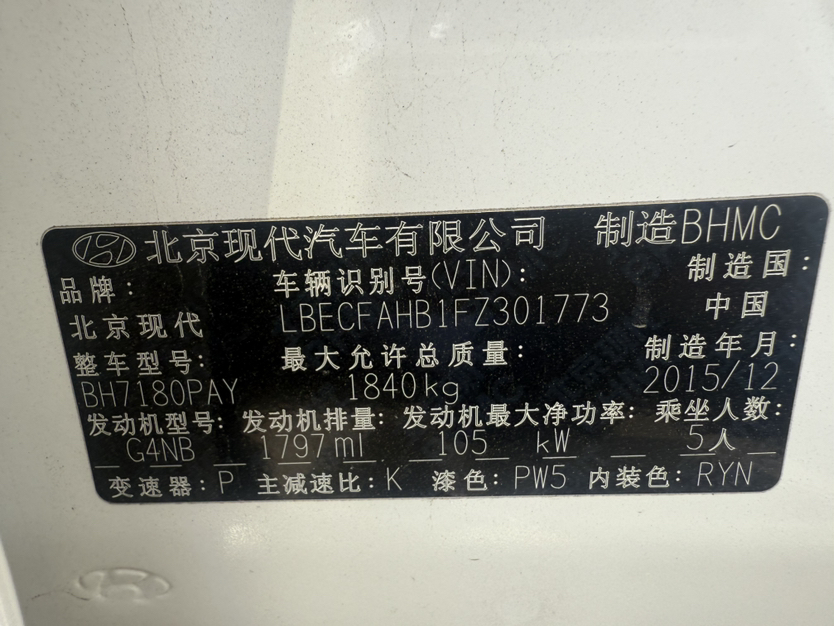 北京现代汽车有限公司 制造BHMC
品牌: 车辆识别号(VIN): 制造国:
北京现代 LBECFAHB1FZ301773 中国
整车型号: 最大允许总质量: 制造年月:
BH7180PAY 1840kg 2015/12
发动机型号: 发动机排量: 发动机最大净功率: 乘坐人数:
G4NB 1797ml 105 kW 5人
变速器: P 主减速比: K 漆色: PW5 内装色: RYN